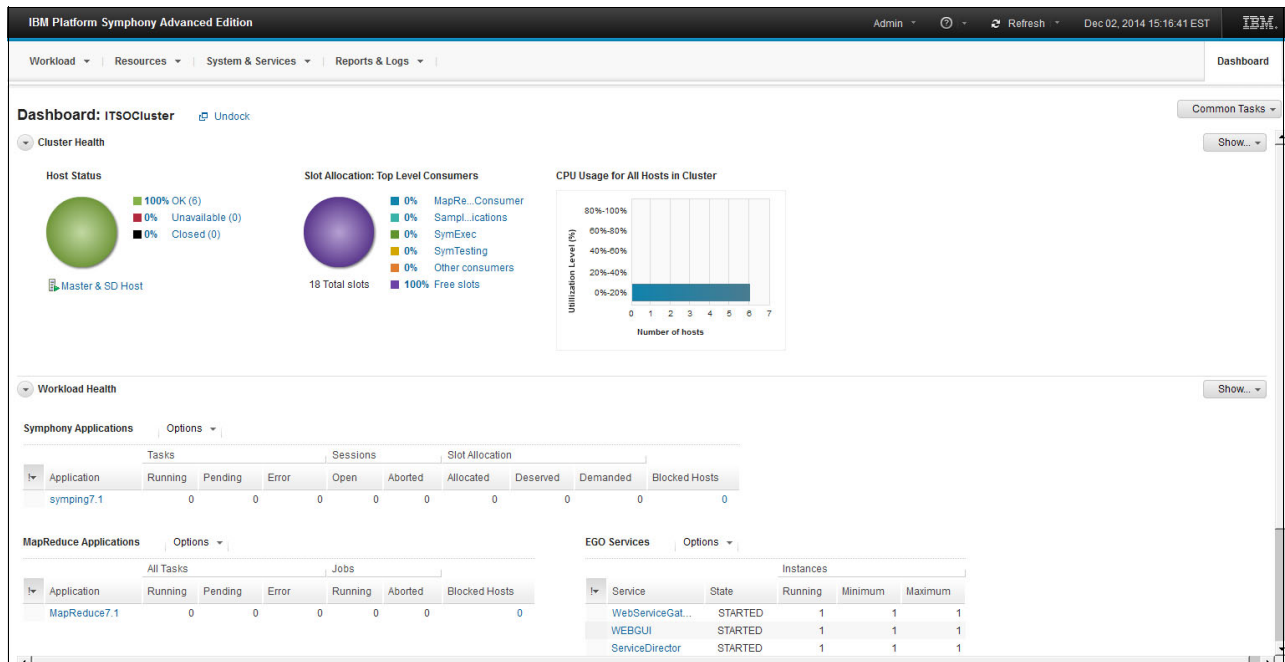 IBM Platform Symphony Advanced Edition Admin Refresh Dec 02, 2014 15:16:41 EST IBM.
Workload Resources System & Services Reports & Logs Dashboard
Dashboard: ITSOCluster Undock Common Tasks
Cluster Health Show...
Host Status
100% OK (6)
0% Unavailable (0)
0% Closed (0)
Master & SD Host
Slot Allocation: Top Level Consumers
0% MapRe...Consumer
0% Sampl...ications
0% SymExec
0% SymTesting
0% Other consumers
18 Total slots 100% Free slots
CPU Usage for All Hosts in Cluster
Utillization Level (%)
80%-100%
60%-80%
40%-60%
20%-40%
0%-20%
0 1 2 3 4 5 6 7
Number of hosts
Workload Health Show...
Symphony Applications Options
Tasks Sessions Slot Allocation
Application Running Pending Error Open Aborted Allocated Deserved Demanded Blocked Hosts
symping7.1 0 0 0 0 0 0 0 0 0
MapReduce Applications Options
All Tasks Jobs
Application Running Pending Error Running Aborted Blocked Hosts
MapReduce7.1 0 0 0 0 0 0
EGO Services Options
Instances
Service State Running Minimum Maximum
WebServiceGat... STARTED 1 1 1
WEBGUI STARTED 1 1 1
ServiceDirector STARTED 1 1 1